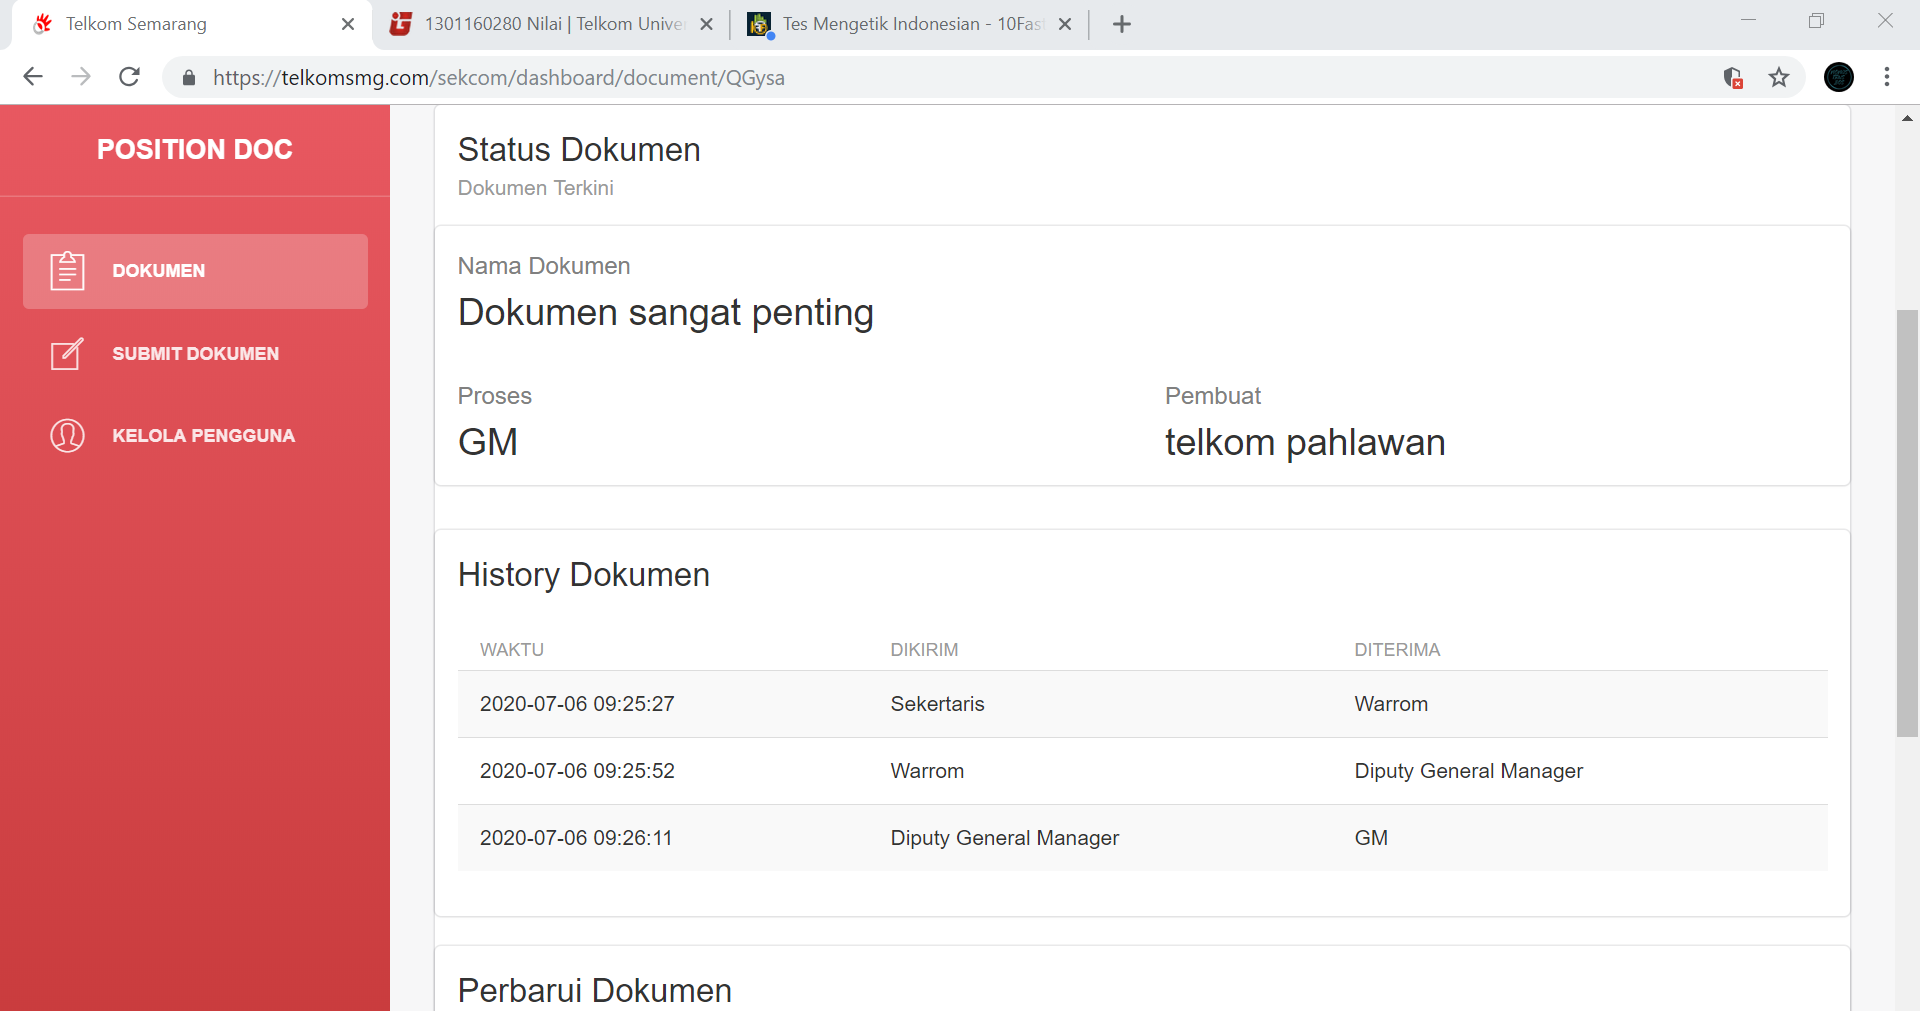 Telkom Semarang
1301160280 Nilai | Telkom Univer
Tes Mengetik Indonesian - 10Fast
https://telkomsmg.com/sekcom/dashboard/document/QGysa
POSITION DOC
DOKUMEN
SUBMIT DOKUMEN
KELOLA PENGGUNA
Status Dokumen
Dokumen Terkini
Nama Dokumen
Dokumen sangat penting
Proses
Pembuat
GM
telkom pahlawan
History Dokumen
WAKTU DIKIRIM DITERIMA
2020-07-06 09:25:27 Sekertaris Warrom
2020-07-06 09:25:52 Warrom Diputy General Manager
2020-07-06 09:26:11 Diputy General Manager GM
Perbarui Dokumen